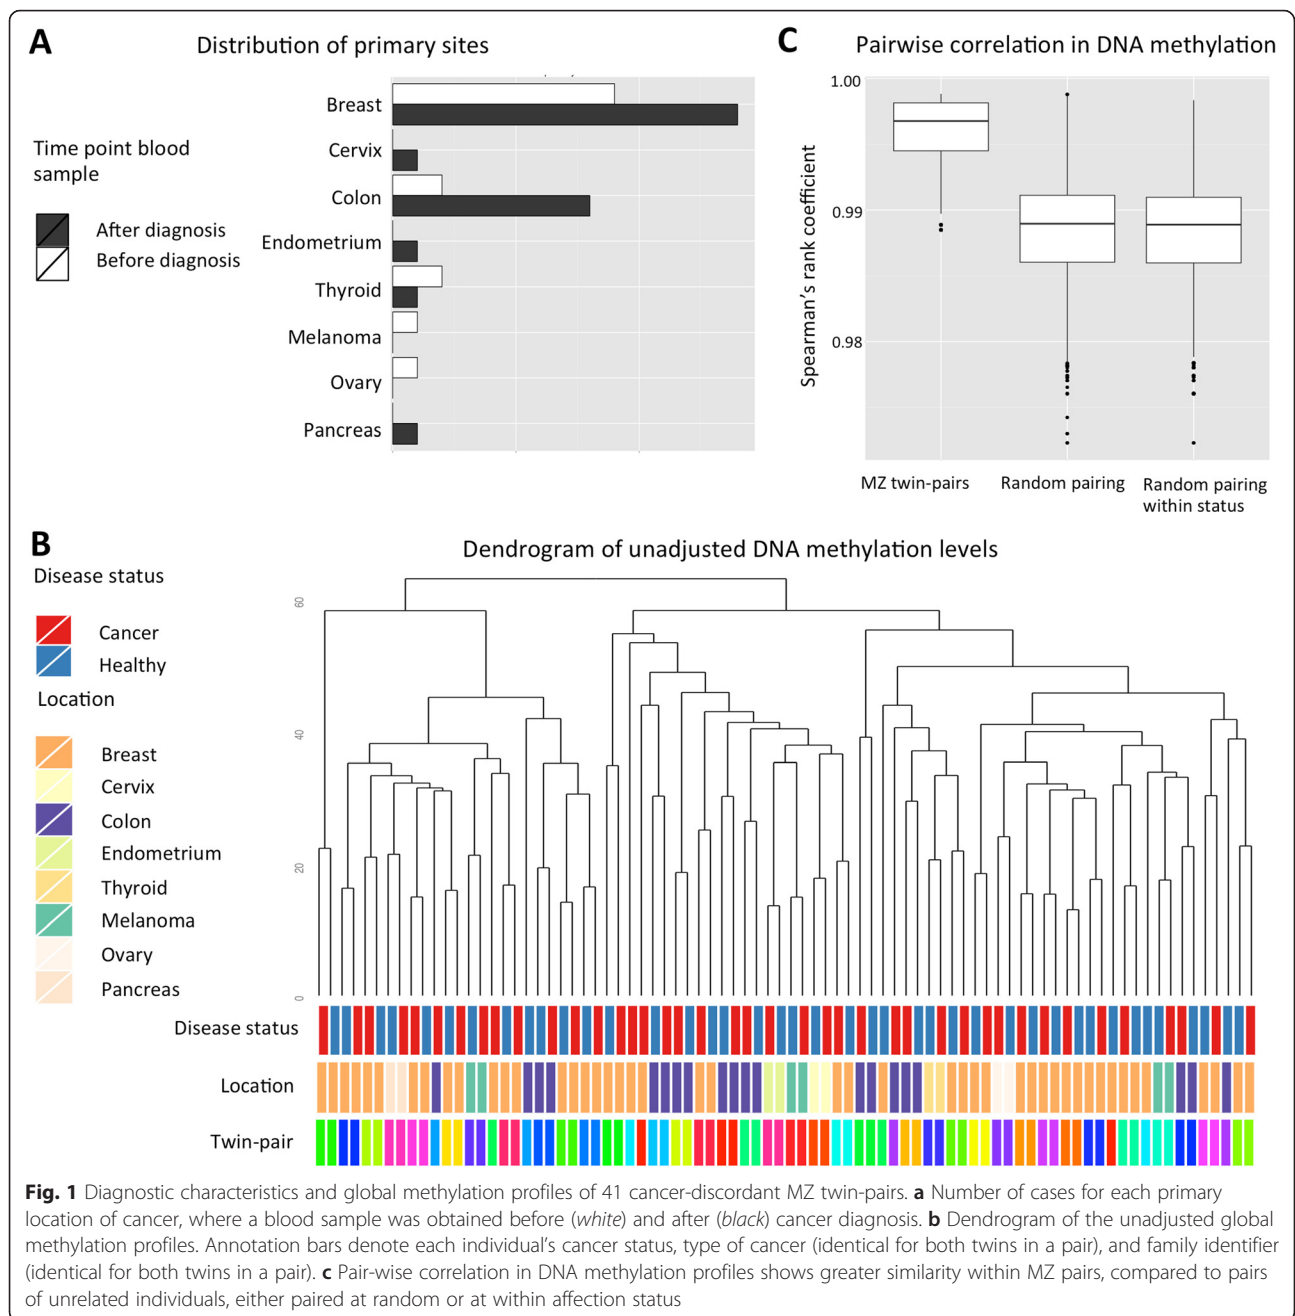 A
Distribution of primary sites
Time point blood
sample
After diagnosis
Before diagnosis
Breast
Cervix
Colon
Endometrium
Thyroid
Melanoma
Ovary
Pancreas
C
Pairwise correlation in DNA methylation
Spearman's rank coefficient
1.00
0.99
0.98
MZ twin-pairs
Random pairing
Random pairing
within status
B
Dendrogram of unadjusted DNA methylation levels
Disease status
Cancer
Healthy
Location
Breast
Cervix
Colon
Endometrium
Thyroid
Melanoma
Ovary
Pancreas
60
40
20
0
Disease status
Location
Twin-pair
Fig. 1 Diagnostic characteristics and global methylation profiles of 41 cancer-discordant MZ twin-pairs. a Number of cases for each primary
location of cancer, where a blood sample was obtained before (white) and after (black) cancer diagnosis. b Dendrogram of the unadjusted global
methylation profiles. Annotation bars denote each individual's cancer status, type of cancer (identical for both twins in a pair), and family identifier
(identical for both twins in a pair). c Pair-wise correlation in DNA methylation profiles shows greater similarity within MZ pairs, compared to pairs
of unrelated individuals, either paired at random or at within affection status